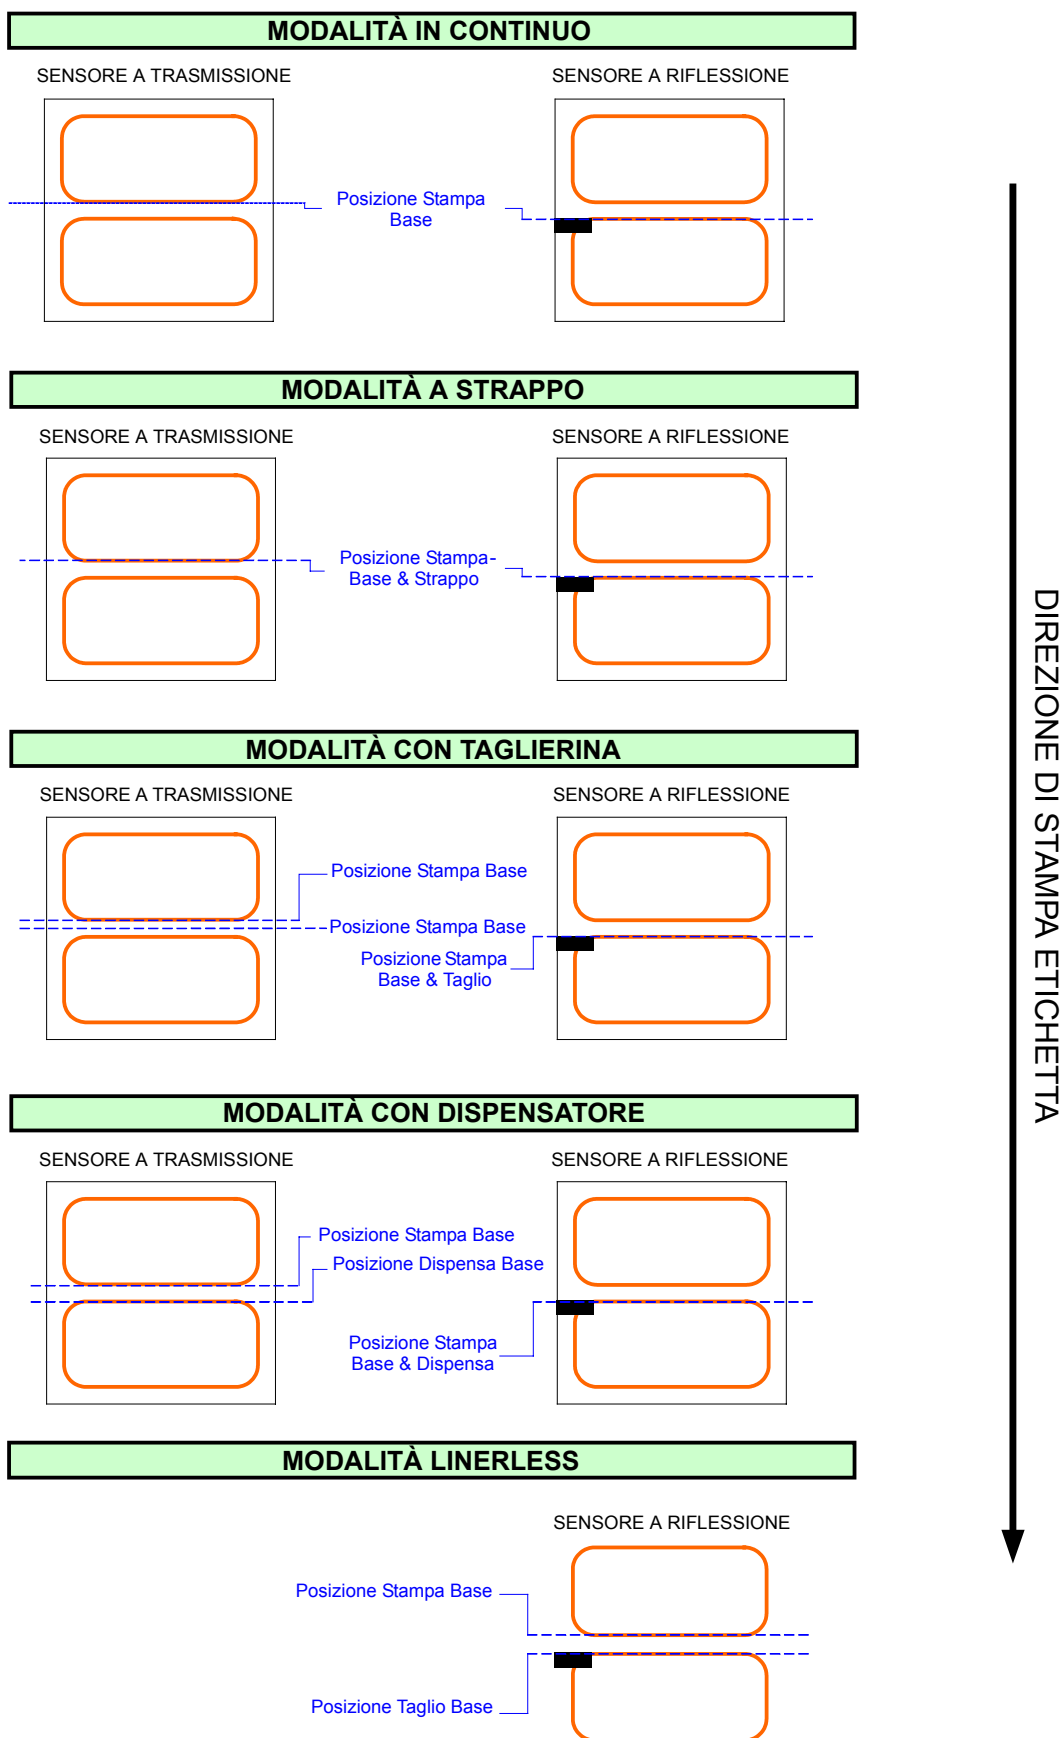 MODALITÀ IN CONTINUO
SENSORE A TRASMISSIONE
SENSORE A RIFLESSIONE
Posizione Stampa
Base
MODALITÀ A STRAPPO
SENSORE A TRASMISSIONE
SENSORE A RIFLESSIONE
Posizione Stampa-
Base & Strappo
MODALITÀ CON TAGLIERINA
SENSORE A TRASMISSIONE
SENSORE A RIFLESSIONE
Posizione Stampa Base
Posizione Stampa Base
Posizione Stampa
Base & Taglio
MODALITÀ CON DISPENSATORE
SENSORE A TRASMISSIONE
SENSORE A RIFLESSIONE
Posizione Stampa Base
Posizione Dispensa Base
Posizione Stampa
Base & Dispensa
MODALITÀ LINERLESS
SENSORE A RIFLESSIONE
Posizione Stampa Base
Posizione Taglio Base
DIREZIONE DI STAMPA ETICHETTA